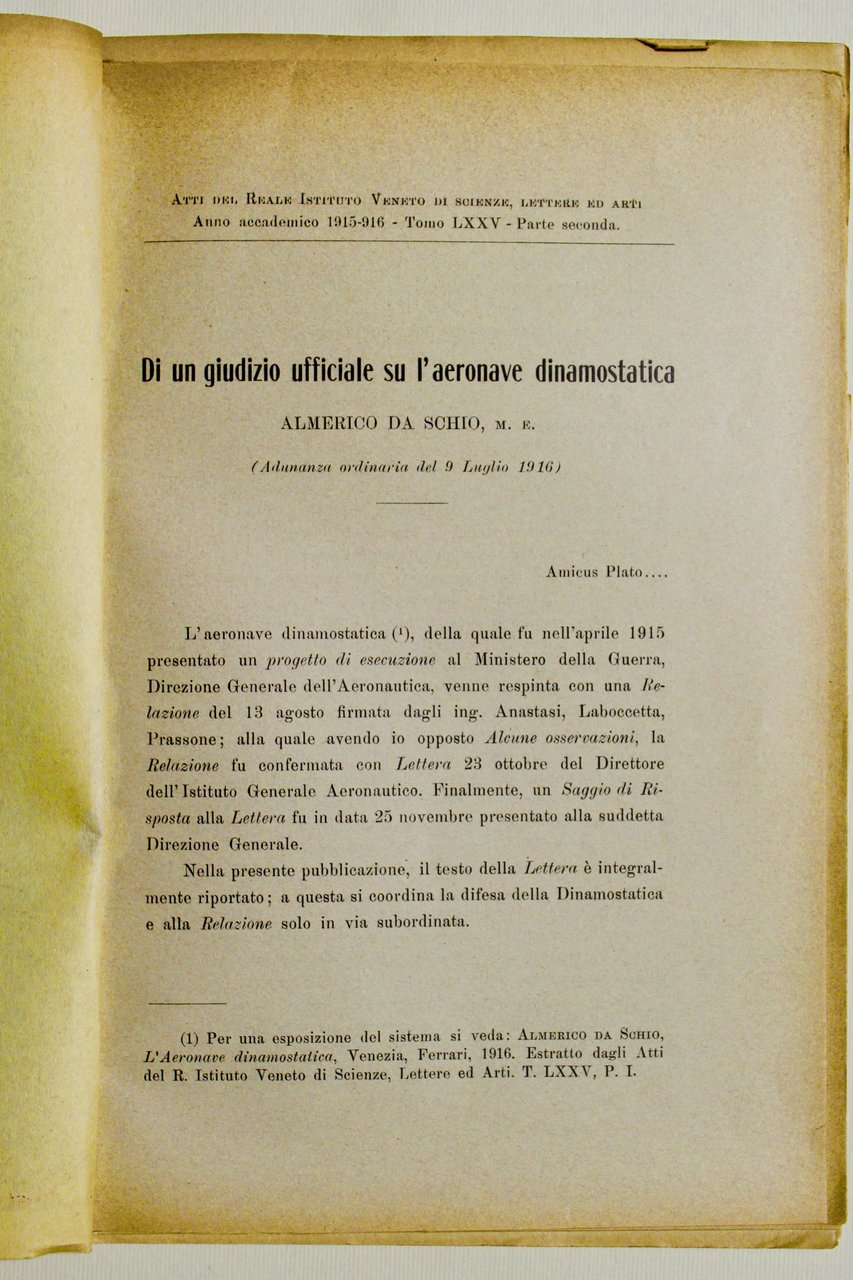 Atti del Reale Istituto Veneto di scienze, lettere ed arti
Anno accademico 1915-916 - Tomo LXXV - Parte seconda.
Di un giudizio ufficiale su l'aeronave dinamostatica
ALMERICO DA SCHIO, M. E.
(Adunanza ordinaria del 9 Luglio 1916)
Amicus Plato....
L'aeronave dinamostatica (¹), della quale fu nell'aprile 1915
presentato un progetto di esecuzione al Ministero della Guerra,
Direzione Generale dell'Aeronautica, venne respinta con una Re-
lazione del 13 agosto firmata dagli ing. Anastasi, Laboccetta,
Prassone; alla quale avendo io opposto Alcune osservazioni, la
Relazione fu confermata con Lettera 23 ottobre del Direttore
dell'Istituto Generale Aeronautico. Finalmente, un Saggio di Ri-
sposta alla Lettera fu in data 25 novembre presentato alla suddetta
Direzione Generale.
Nella presente pubblicazione, il testo della Lettera è integral-
mente riportato; a questa si coordina la difesa della Dinamostatica
e alla Relazione solo in via subordinata.
(1) Per una esposizione del sistema si veda: Almerico da Schio,
L'Aeronave dinamostatica, Venezia, Ferrari, 1916. Estratto dagli Atti
del R. Istituto Veneto di Scienze, Lettere ed Arti. T. LXXV, P. I.